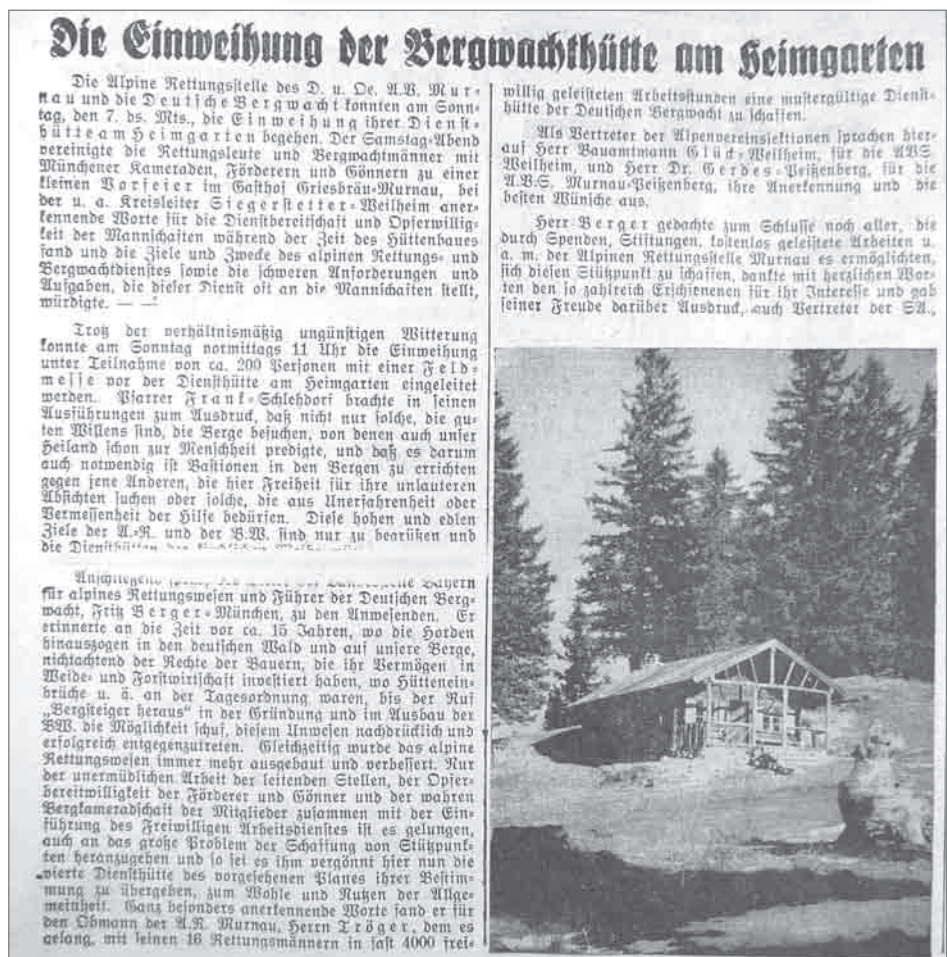 Die Einweihung der Bergwachthütte am Heimgarten
Die Alpine Rettungsstelle des D. u. Oe. A.V. Mur-
nau und die Deutsche Bergwacht konnten am Sonn-
tag, den 7. ds. Mts., die Einweihung ihrer Dienst-
hütte am Heimgarten begehen. Der Samstag-Abend
vereinigte die Rettungsleute und Bergwachtmänner mit
Münchener Kameraden, Förderern und Gönnern zu einer
kleinen Vorfeier im Gasthof Griesbräu-Murnau, bei
der u. a. Kreisleiter Siegerstetter-Weilheim aner-
kennende Worte für die Dienstbereitschaft und Opferwillig-
keit der Mannschaften während der Zeit des Hüttenbaues
fand und die Ziele und Zwecke des alpinen Rettungs- und
Bergwachtdienstes sowie die schweren Anforderungen und
Aufgaben, die dieser Dienst oft an die Mannschaften stellt,
würdigte. — —
Trotz der verhältnismäßig ungünstigen Witterung
konnte am Sonntag vormittags 11 Uhr die Einweihung
unter Teilnahme von ca. 200 Personen mit einer Feld-
messe vor der Diensthütte am Heimgarten eingeleitet
werden. Pfarrer Frank-Schlehdorf brachte in seinen
Ausführungen zum Ausdruck, daß nicht nur solche, die gu-
ten Willens sind, die Berge besuchen, von denen auch unser
Heiland schon zur Menschheit predigte, und daß es darum
auch notwendig ist Bastionen in den Bergen zu errichten
gegen jene Anderen, die hier Freiheit für ihre unlauteren
Absichten suchen oder solche, die aus Unerfahrenheit oder
Vermessenheit der Hilfe bedürfen. Diese hohen und edlen
Ziele der A.-R. und der B.W. sind nur zu begrüßen und
die Diensthütten
Anschließend Bayern
für alpines Rettungswesen und Führer der Deutschen Berg-
wacht, Fritz Berger-München, zu den Anwesenden. Er
erinnerte an die Zeit vor ca. 15 Jahren, wo die Horden
hinauszogen in den deutschen Wald und auf unsere Berge,
nichtachtend der Rechte der Bauern, die ihr Vermögen in
Weide- und Forstwirtschaft investiert haben, wo Hüttenein-
brüche u. ä. an der Tagesordnung waren, bis der Ruf
„Bergsteiger heraus" in der Gründung und im Ausbau der
BW. die Möglichkeit schuf, diesem Unwesen nachdrücklich und
erfolgreich entgegenzutreten. Gleichzeitig wurde das alpine
Rettungswesen immer mehr ausgebaut und verbessert. Nur
der unermüdlichen Arbeit der leitenden Stellen, der Opfer-
bereitwilligkeit der Förderer und Gönner und der wahren
Bergkameradschaft der Mitglieder zusammen mit der Ein-
führung des Freiwilligen Arbeitsdienstes ist es gelungen,
auch an das große Problem der Schaffung von Stützpunk-
ten heranzugehen und so sei es ihm vergönnt hier nun die
vierte Diensthütte des vorgesehenen Planes ihrer Bestim-
mung zu übergeben, zum Wohle und Nutzen der Allge-
meinheit. Ganz besonders anerkennende Worte fand er für
den Obmann der A.R. Murnau, Herrn Tröger, dem es
gelang, mit seinen 16 Rettungsmännern in fast 4000 frei-
willig geleisteten Arbeitsstunden eine mustergültige Dienst-
hütte der Deutschen Bergwacht zu schaffen.
Als Vertreter der Alpenvereinssektionen sprachen hier-
auf Herr Bauamtmann Glück-Weilheim, für die AVS.
Weilheim, und Herr Dr. Gerdes-Peißenberg, für die
A.V.S. Murnau-Peißenberg, ihre Anerkennung und die
besten Wünsche aus.
Herr Berger gedachte zum Schlusse noch aller, die
durch Spenden, Stiftungen, kostenlos geleistete Arbeiten u.
a. m. der Alpinen Rettungsstelle Murnau es ermöglichten,
sich diesen Stützpunkt zu schaffen, dankte mit herzlichen Wor-
ten den so zahlreich Erschienenen für ihr Interesse und gab
seiner Freude darüber Ausdruck, auch Vertreter der SA.,